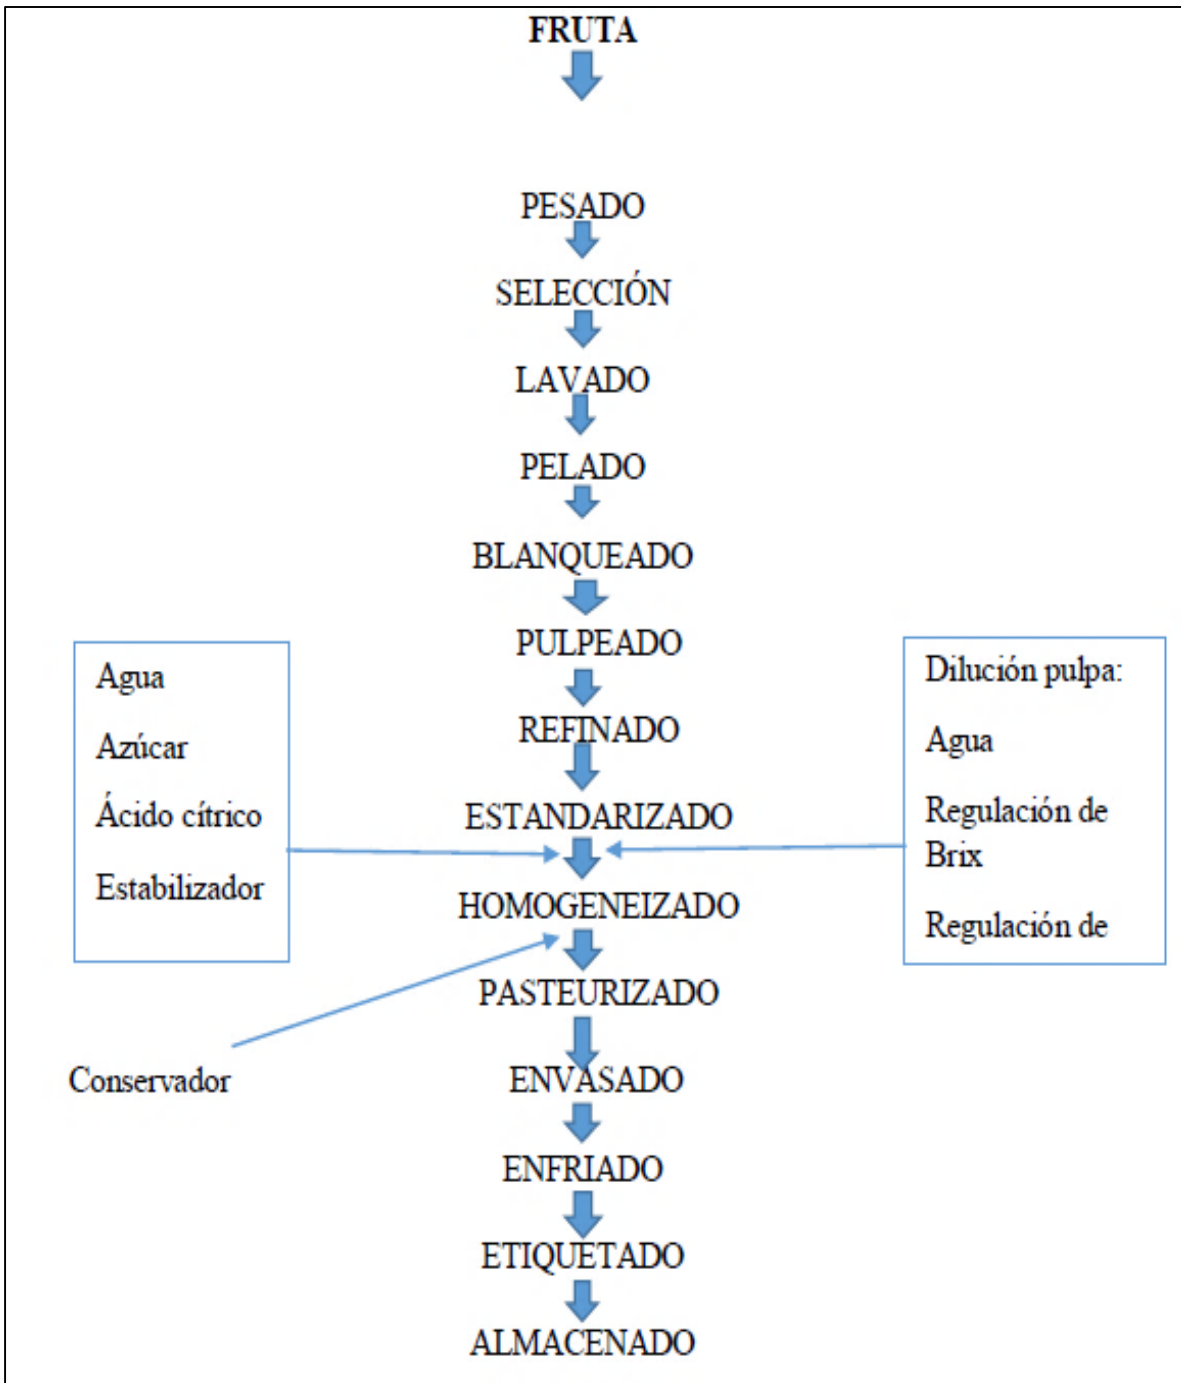 FRUTA
PESADO
SELECCIÓN
LAVADO
PELADO
BLANQUEADO
PULPEADO
REFINADO
ESTANDARIZADO
HOMOGENEIZADO
PASTEURIZADO
ENVASADO
ENFRIADO
ETIQUETADO
ALMACENADO
Agua
Azúcar
Ácido cítrico
Estabilizador
Conservador
Dilución pulpa:
Agua
Regulación de
Brix
Regulación de